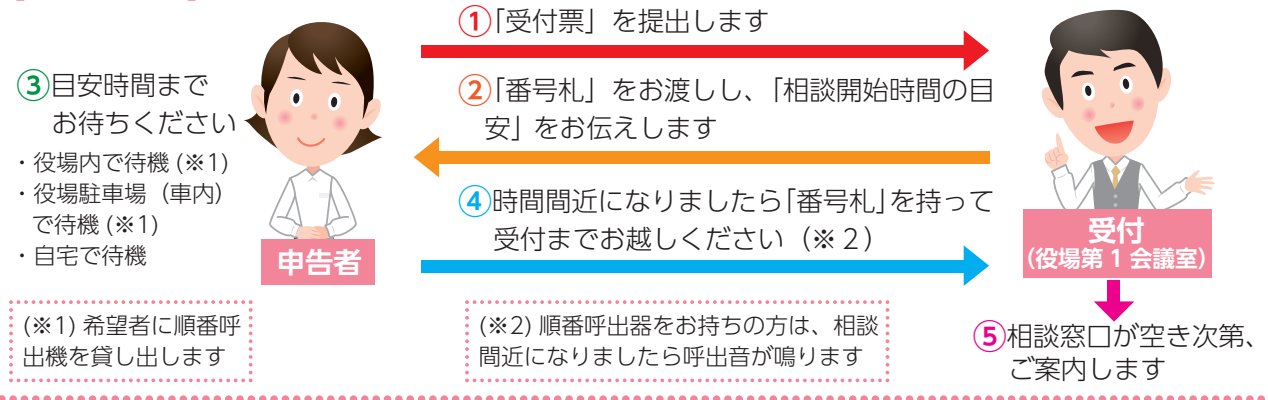 ①「受付票」を提出します
②「番号札」をお渡しし、「相談開始時間の目
安」をお伝えします
③目安時間まで
お待ちください
・役場内で待機 (※1)
・役場駐車場（車内）
で待機 (※1)
・自宅で待機
申告者
④時間間近になりましたら「番号札」を持って
受付までお越しください（※２）
受付
（役場第 1 会議室）
(※1) 希望者に順番呼
出機を貸し出します
(※2) 順番呼出器をお持ちの方は、相談
間近になりましたら呼出音が鳴ります
⑤相談窓口が空き次第、
ご案内します